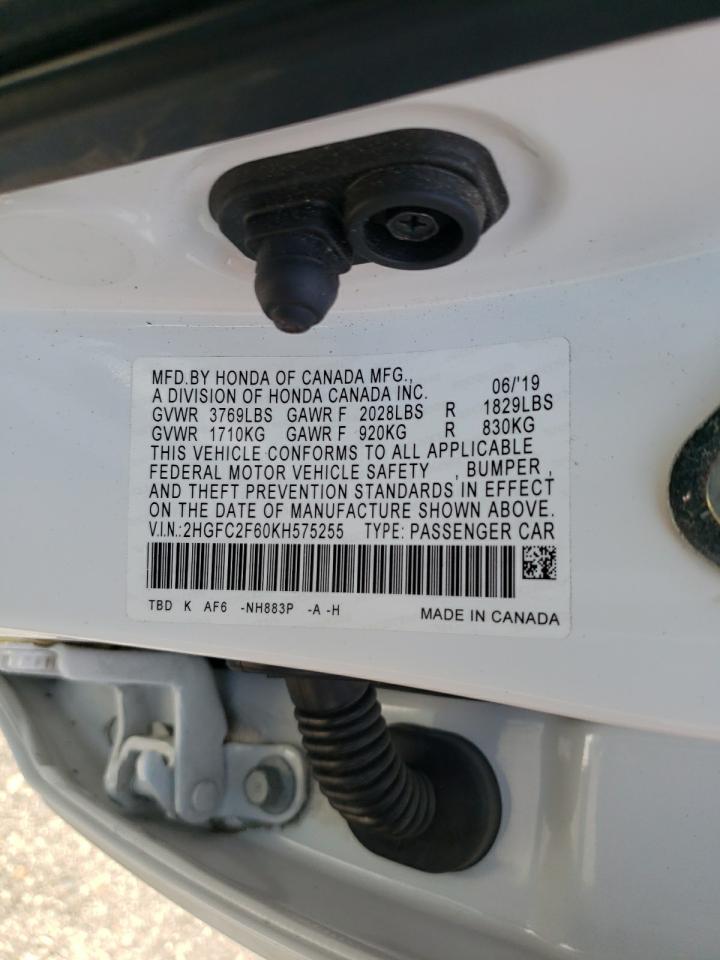 MFD.BY HONDA OF CANADA MFG.,
A DIVISION OF HONDA CANADA INC. 06/'19
GVWR 3769LBS GAWR F 2028LBS R 1829LBS
GVWR 1710KG GAWR F 920KG R 830KG
THIS VEHICLE CONFORMS TO ALL APPLICABLE
FEDERAL MOTOR VEHICLE SAFETY , BUMPER ,
AND THEFT PREVENTION STANDARDS IN EFFECT
ON THE DATE OF MANUFACTURE SHOWN ABOVE.
V.I.N.:2HGFC2F60KH575255 TYPE: PASSENGER CAR
TBD K AF6 -NH883P -A -H MADE IN CANADA